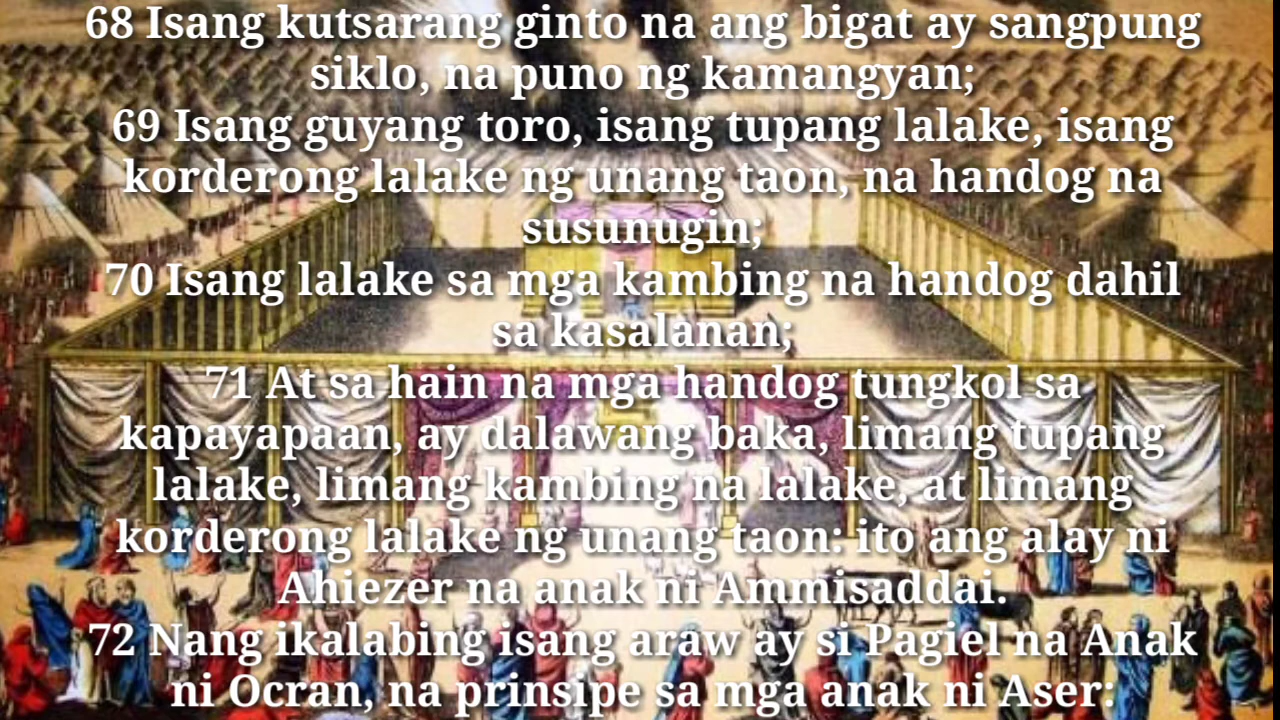 68 Isang kutsarang ginto na ang bigat ay sangpung
siklo, na puno ng kamangyan;
69 Isang guyang toro, isang tupang lalake, isang
korderong lalake ng unang taon, na handog na
susunugin;
70 Isang lalake sa mga kambing na handog dahil
sa kasalanan;
71 At sa hain na mga handog tungkol sa
kapayapaan, ay dalawang baka, limang tupang
lalake, limang kambing na lalake, at limang
korderong lalake ng unang taon: ito ang alay ni
Ahiezer na anak ni Ammisaddai.
72 Nang ikalabing isang araw ay si Pagiel na Anak
ni Ocran, na prinsipe sa mga anak ni Aser: